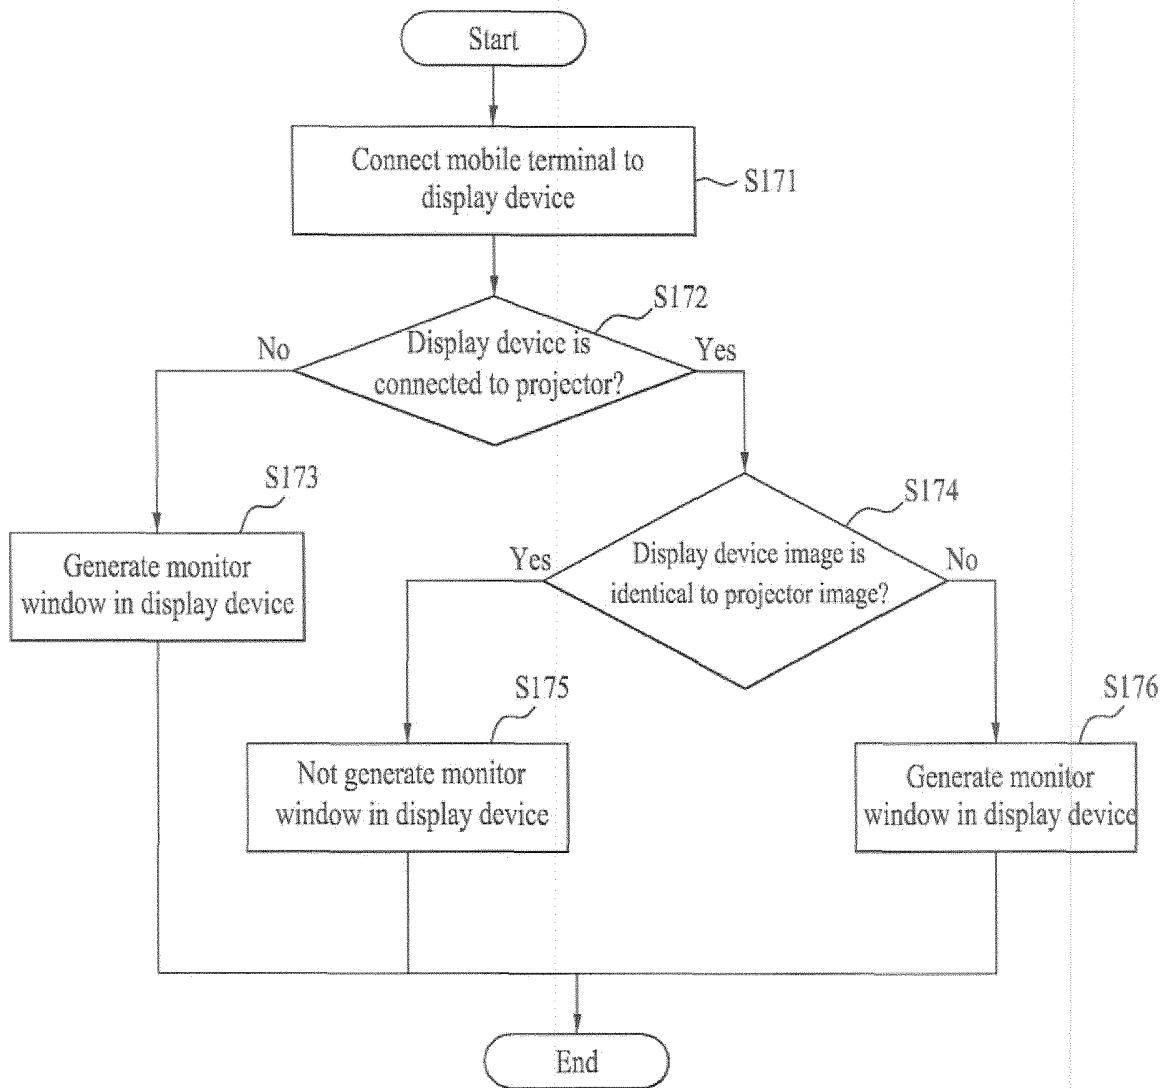 Start
Connect mobile terminal to
display device
S171
S172
No
Display device is
connected to projector?
Yes
S173
Generate monitor
window in display device
S174
Yes
Display device image is
identical to projector image?
No
S175
Not generate monitor
window in display device
S176
Generate monitor
window in display device
End